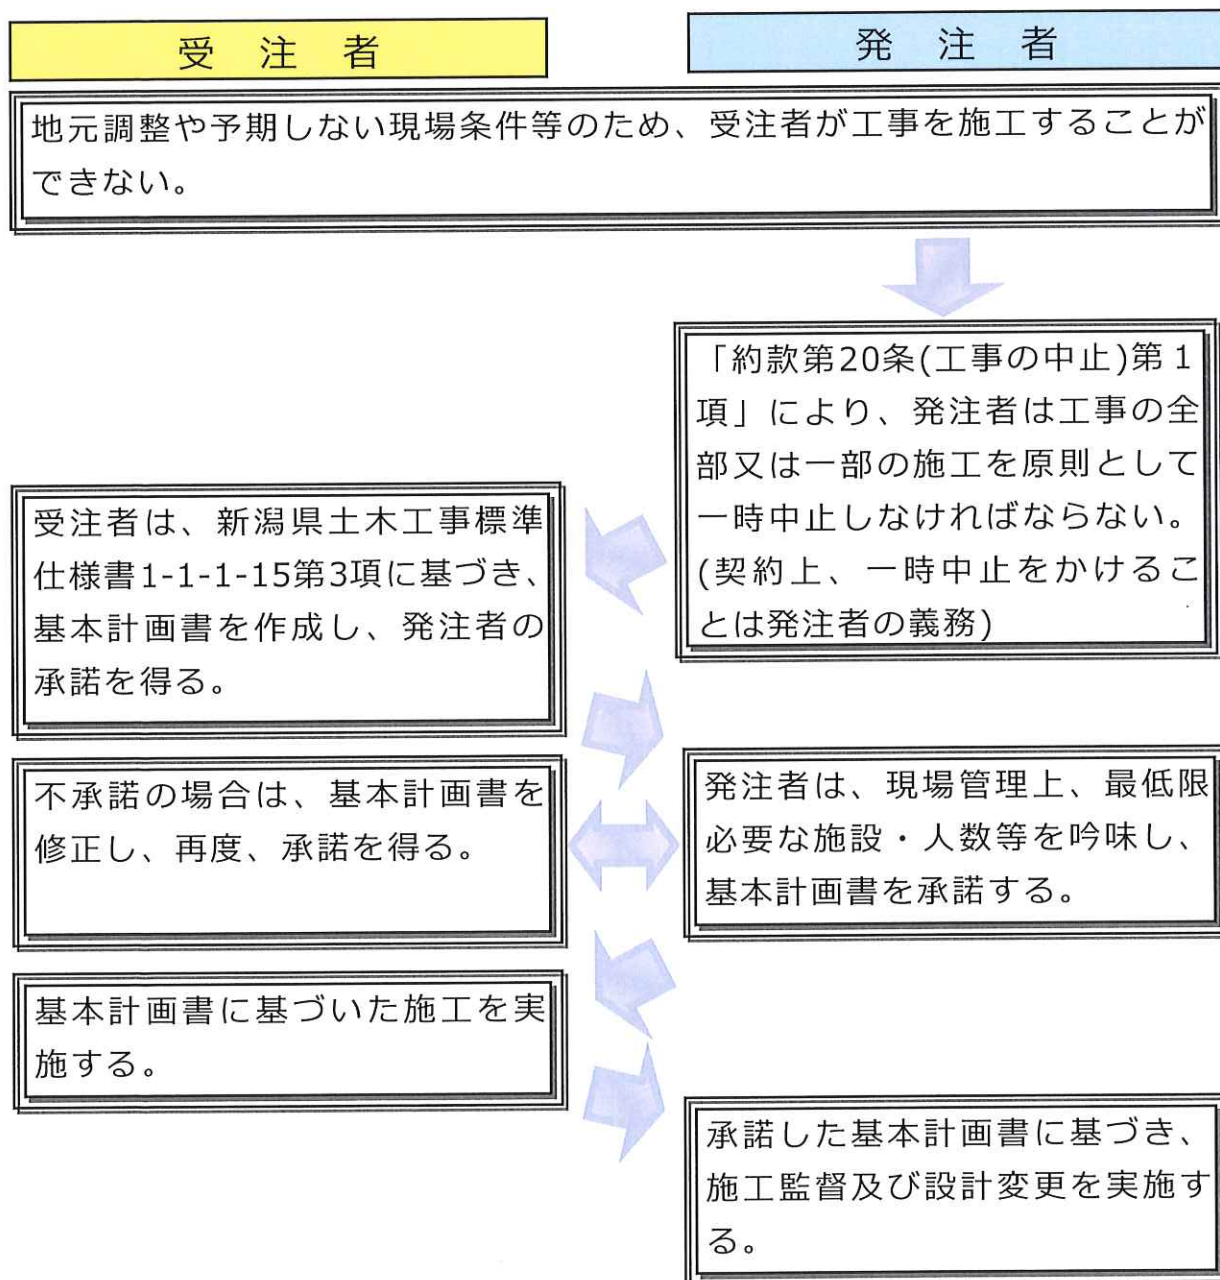 受 注 者
発 注 者
地元調整や予期しない現場条件等のため、受注者が工事を施工することが
できない。
「約款第20条(工事の中止)第１
項」により、発注者は工事の全
部又は一部の施工を原則として
一時中止しなければならない。
(契約上、一時中止をかけるこ
とは発注者の義務)
受注者は、新潟県土木工事標準
仕様書1-1-1-15第3項に基づき、
基本計画書を作成し、発注者の
承諾を得る。
不承諾の場合は、基本計画書を
修正し、再度、承諾を得る。
発注者は、現場管理上、最低限
必要な施設・人数等を吟味し、
基本計画書を承諾する。
基本計画書に基づいた施工を実
施する。
承諾した基本計画書に基づき、
施工監督及び設計変更を実施す
る。